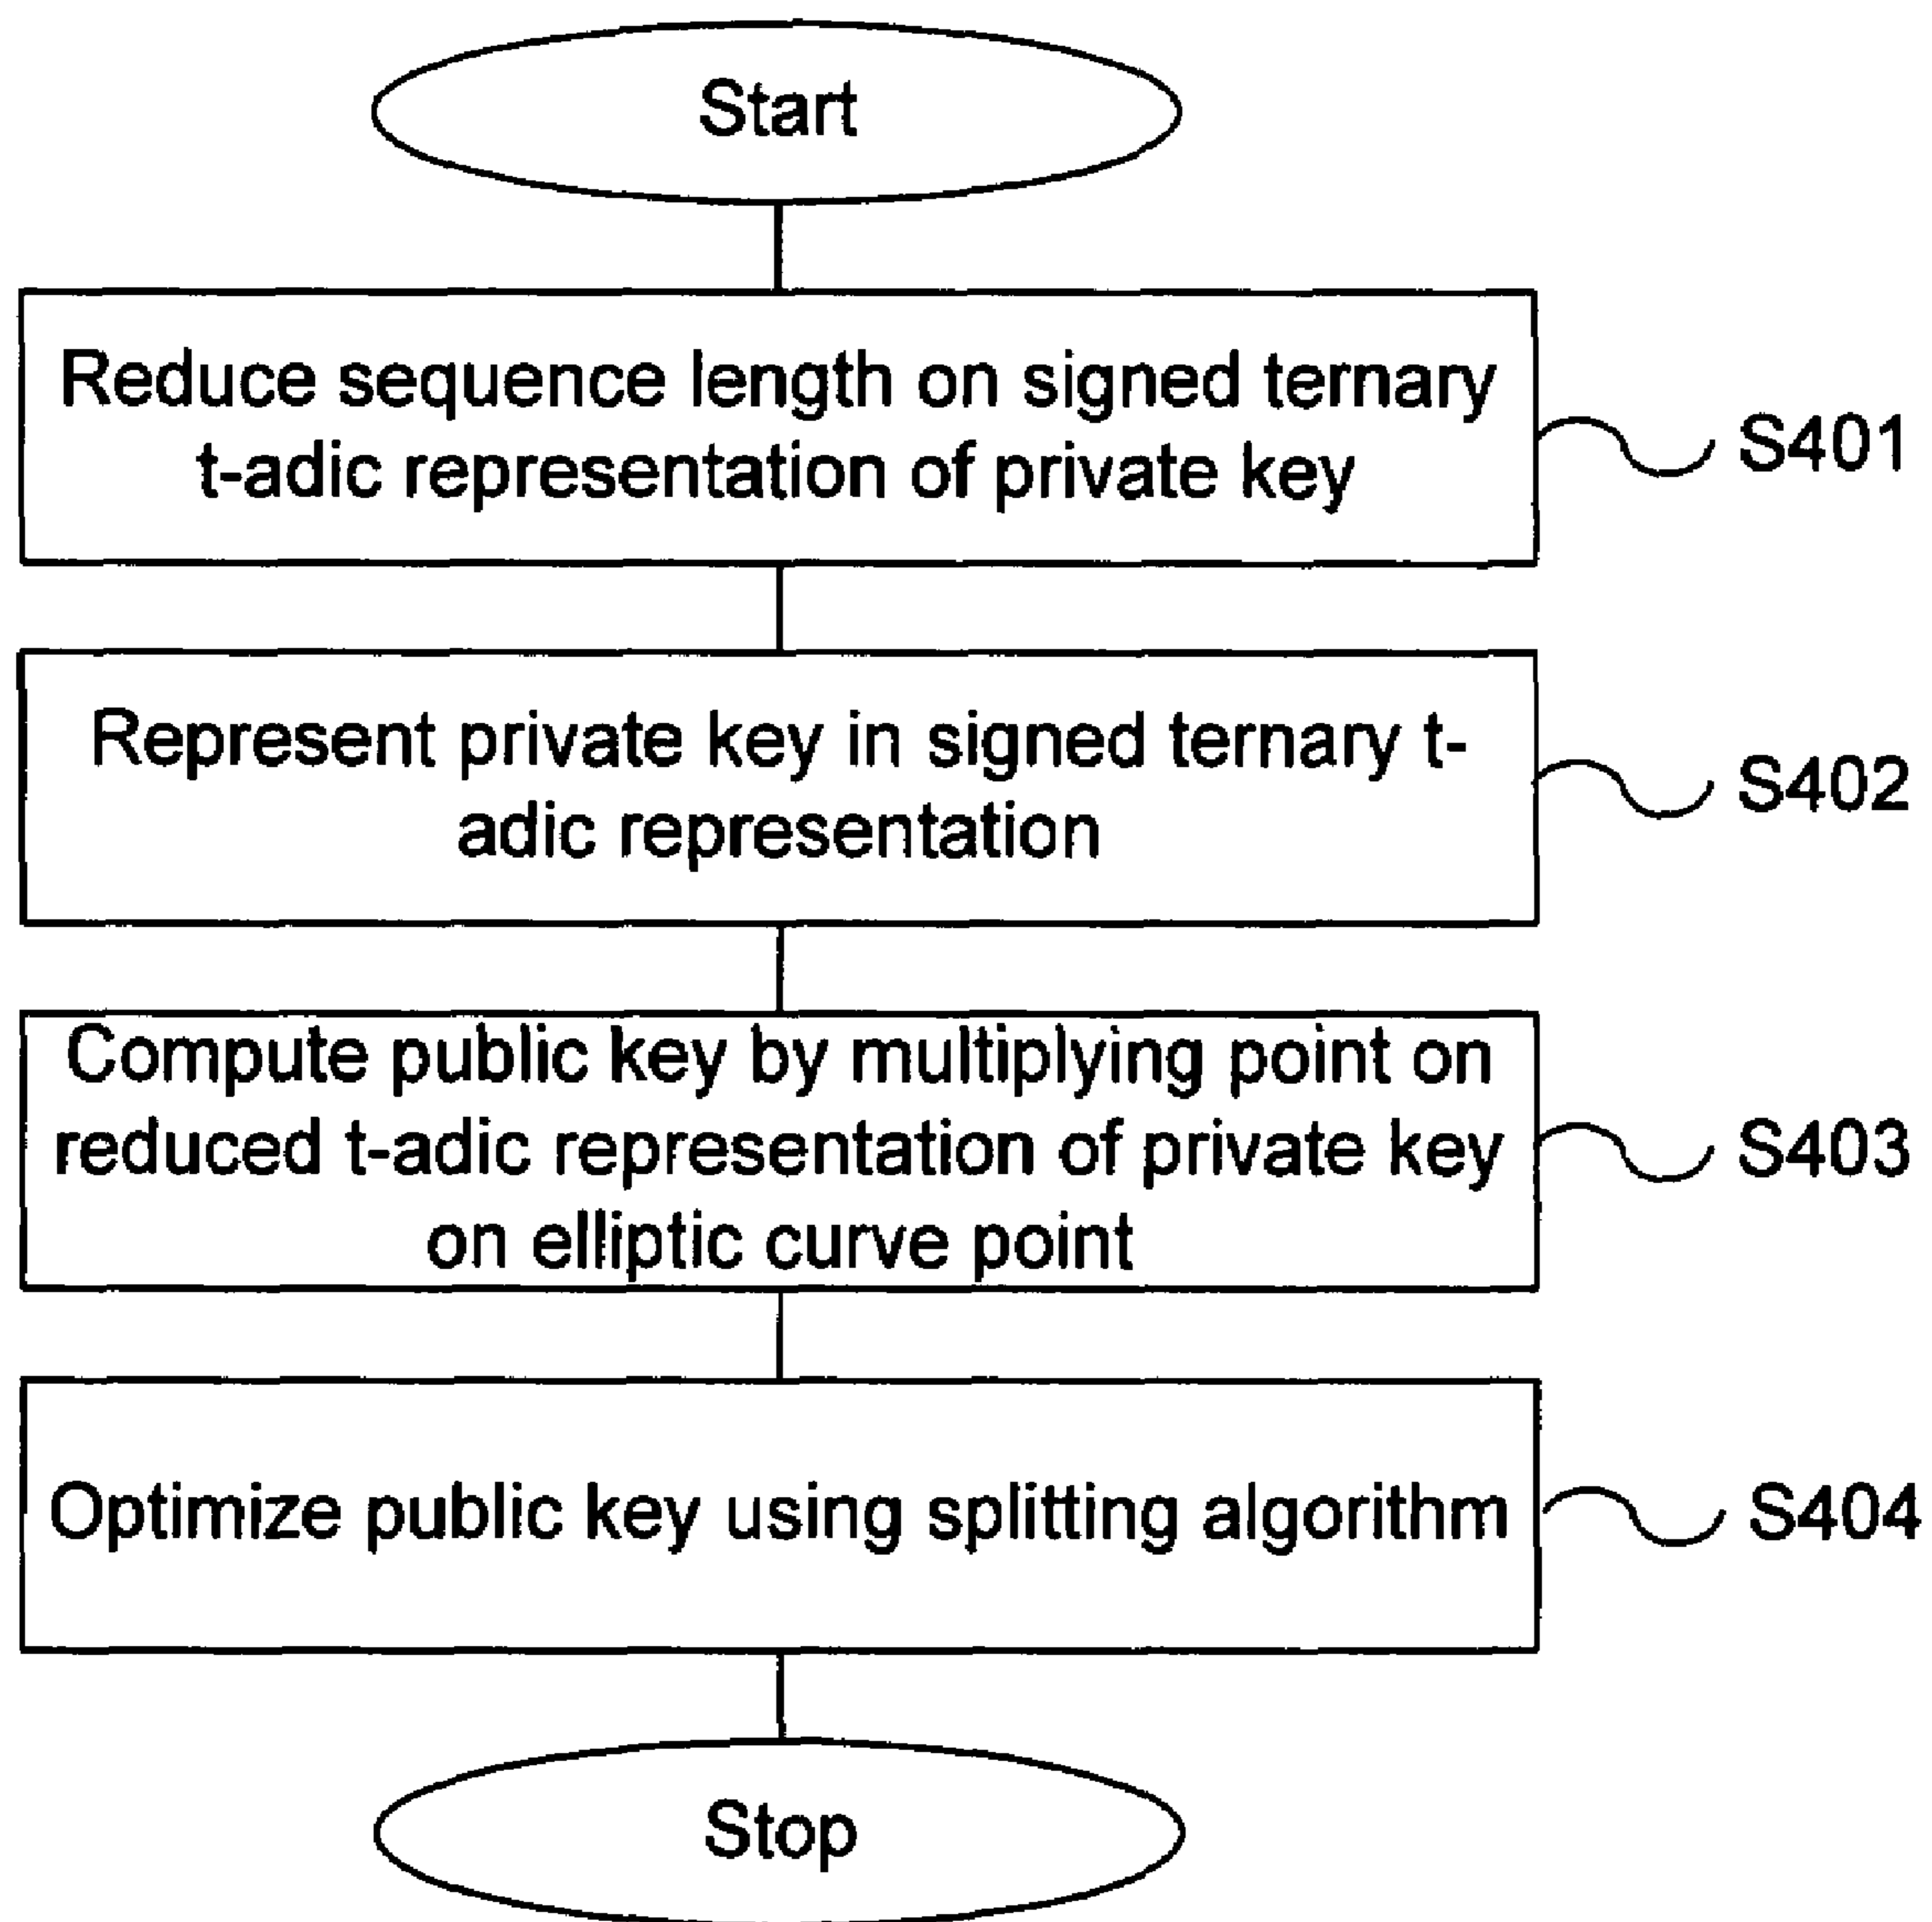 Start
Reduce sequence length on signed ternary
t-adic representation of private key
S401
Represent private key in signed ternary t-
adic representation
S402
Compute public key by multiplying point on
reduced t-adic representation of private key
on elliptic curve point
S403
Optimize public key using splitting algorithm
S404
Stop